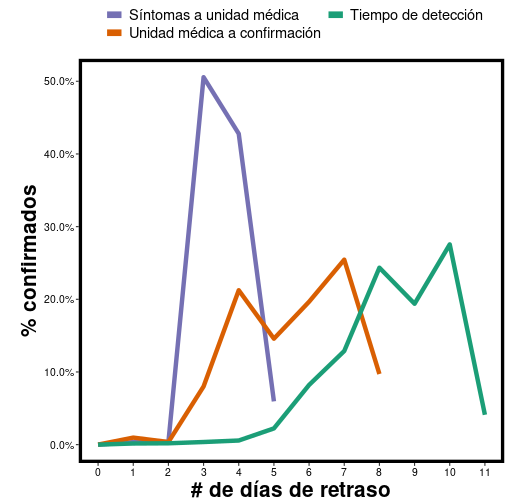 Síntomas a unidad médica
Tiempo de detección
Unidad médica a confirmación
50.0%
40.0%
30.0%
20.0%
10.0%
0.0%
% confirmados
0 1 2 3 4 5 6 7 8 9 10 11
# de días de retraso